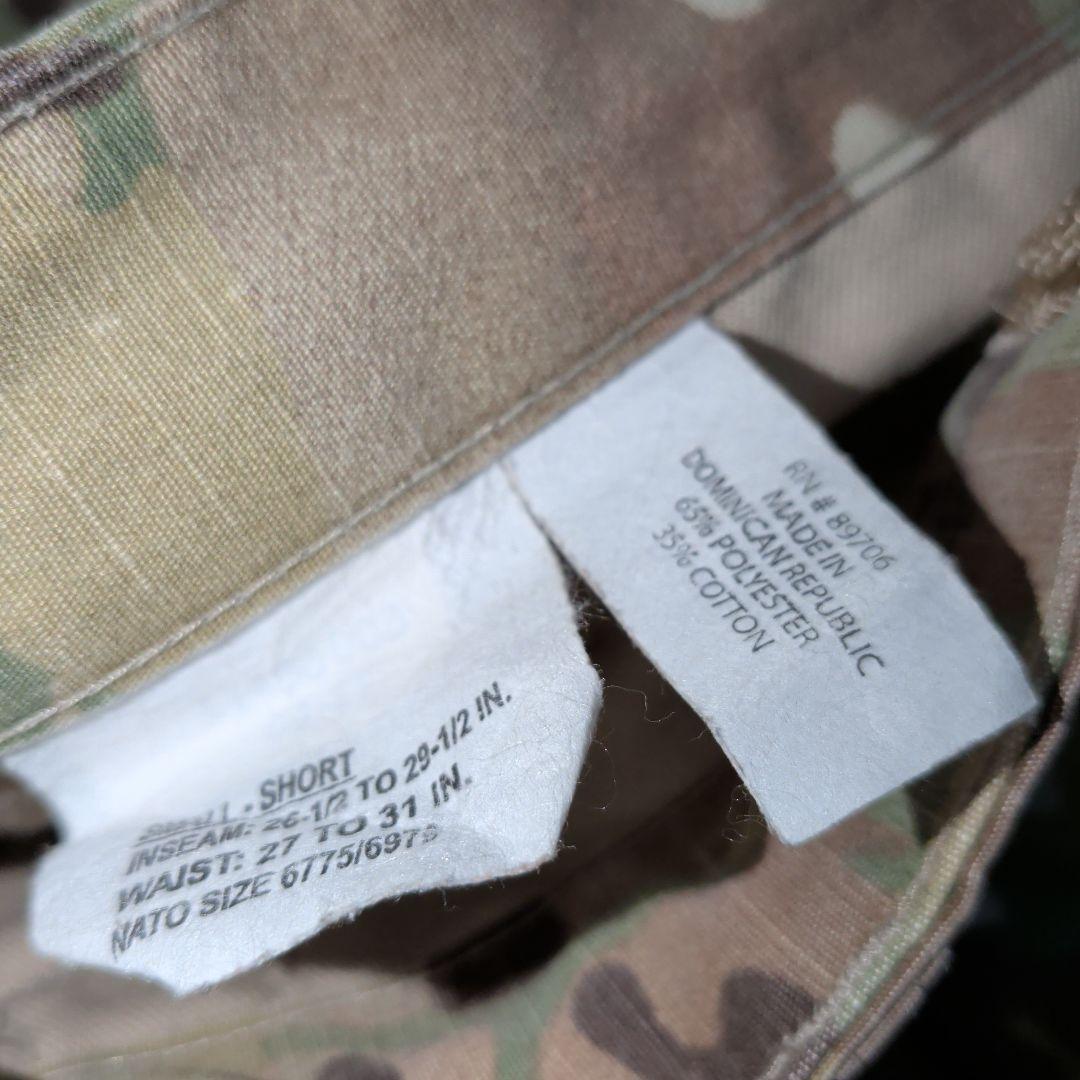 - SHORT
INSEAM: 26-1/2 TO 29-1/2 IN.
WAIST: 27 TO 31 IN.
NATO SIZE 6775/6979
RN # 89706
MADE IN
DOMINICAN REPUBLIC
65% POLYESTER
35% COTTON